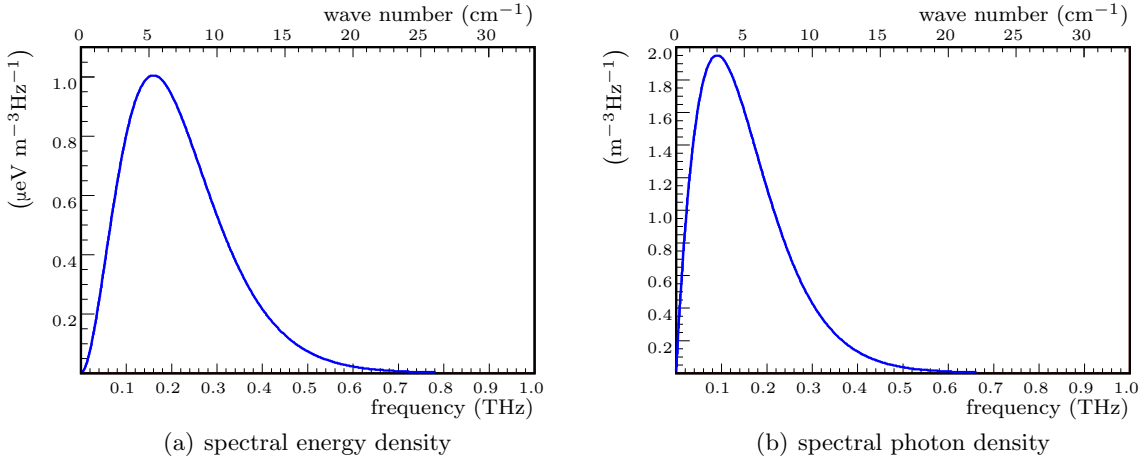 wave number (cm⁻¹)
0 5 10 15 20 25 30
(µeV m⁻³Hz⁻¹)
1.0
0.8
0.6
0.4
0.2
0.1 0.2 0.3 0.4 0.5 0.6 0.7 0.8 0.9 1.0
frequency (THz)
(a) spectral energy density
wave number (cm⁻¹)
0 5 10 15 20 25 30
(m⁻³Hz⁻¹)
2.0
1.8
1.6
1.4
1.2
1.0
0.8
0.6
0.4
0.2
0.1 0.2 0.3 0.4 0.5 0.6 0.7 0.8 0.9 1.0
frequency (THz)
(b) spectral photon density